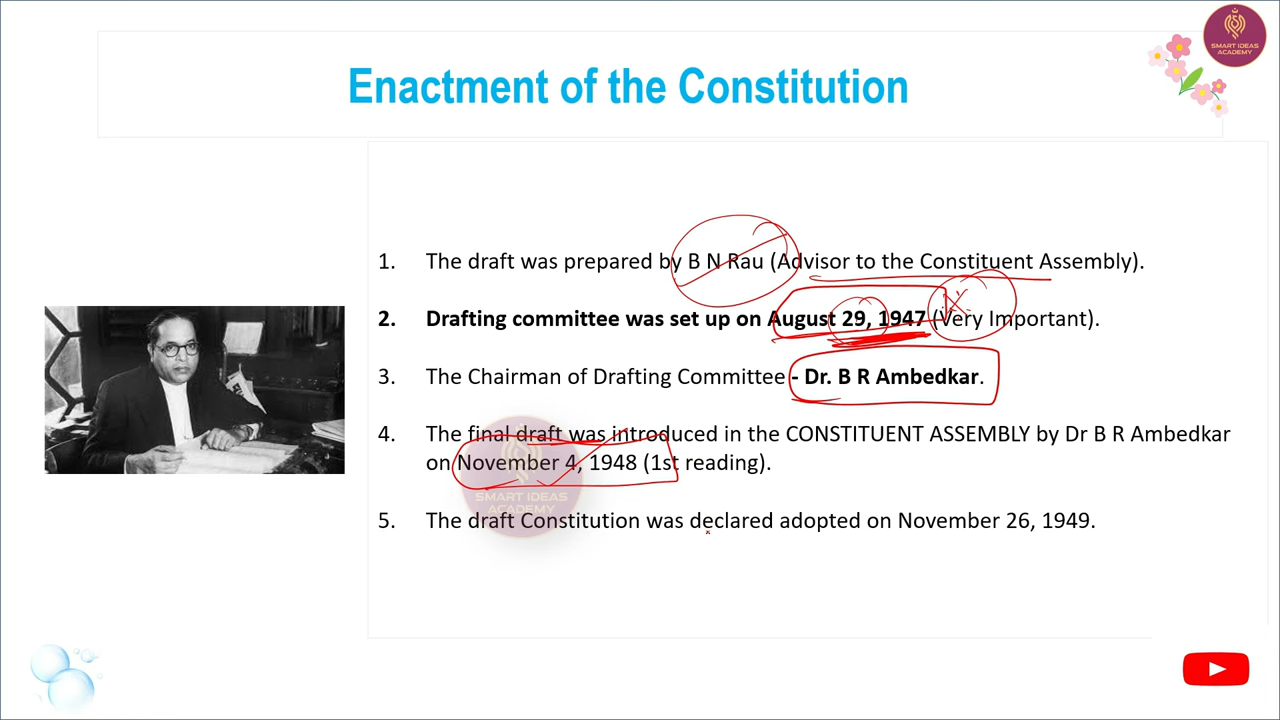 SMART IDEAS
ACADEMY
Enactment of the Constitution
1. The draft was prepared by B N Rau (Advisor to the Constituent Assembly).
2. Drafting committee was set up on August 29, 1947 (Very Important).
3. The Chairman of Drafting Committee - Dr. B R Ambedkar.
4. The final draft was introduced in the CONSTITUENT ASSEMBLY by Dr B R Ambedkar
on November 4, 1948 (1st reading).
SMART IDEAS
ACADEMY
5. The draft Constitution was declared adopted on November 26, 1949.